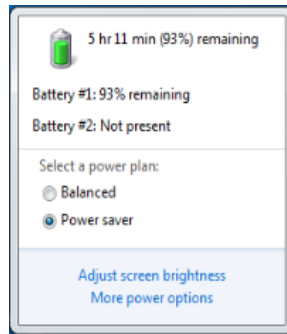 5 hr 11 min (93%) remaining
Battery #1: 93% remaining
Battery #2: Not present
Select a power plan:
Balanced
Power saver
Adjust screen brightness
More power options